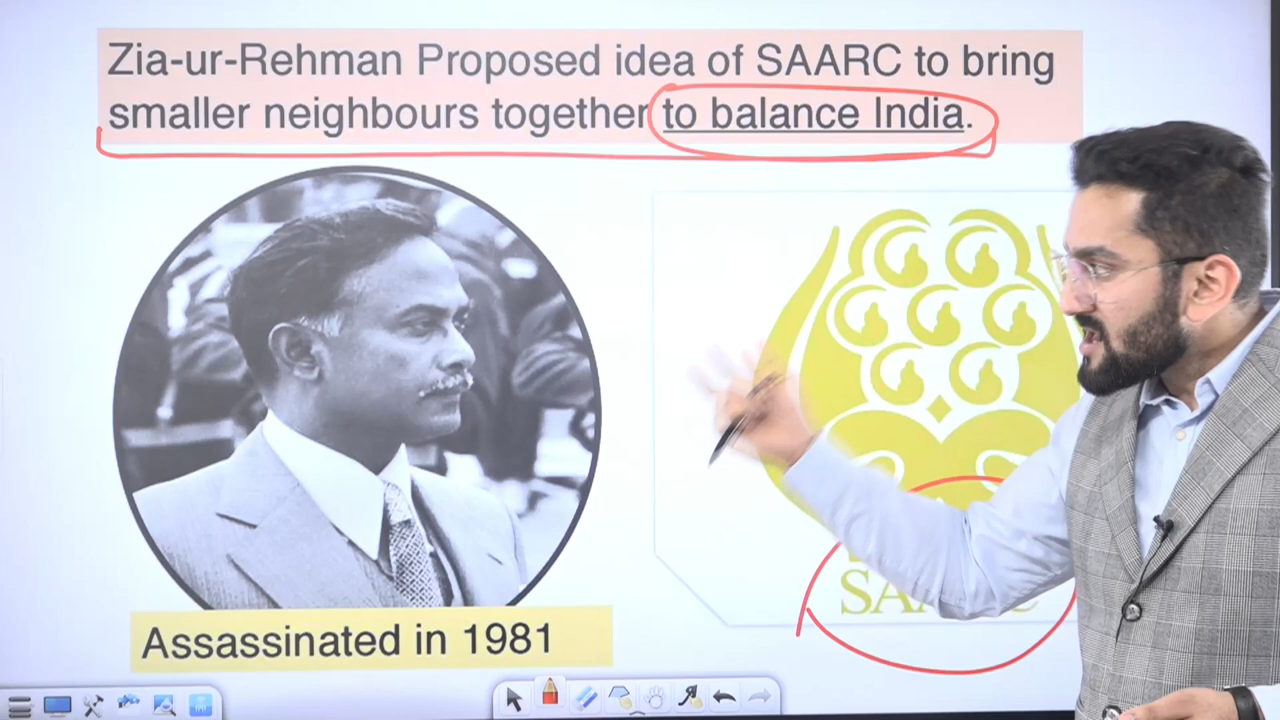 Zia-ur-Rehman Proposed idea of SAARC to bring
smaller neighbours together to balance India.
Assassinated in 1981